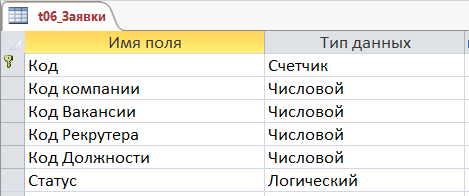 t06_Заявки
Имя поля Тип данных
Код Счетчик
Код компании Числовой
Код Вакансии Числовой
Код Рекрутера Числовой
Код Должности Числовой
Статус Логический